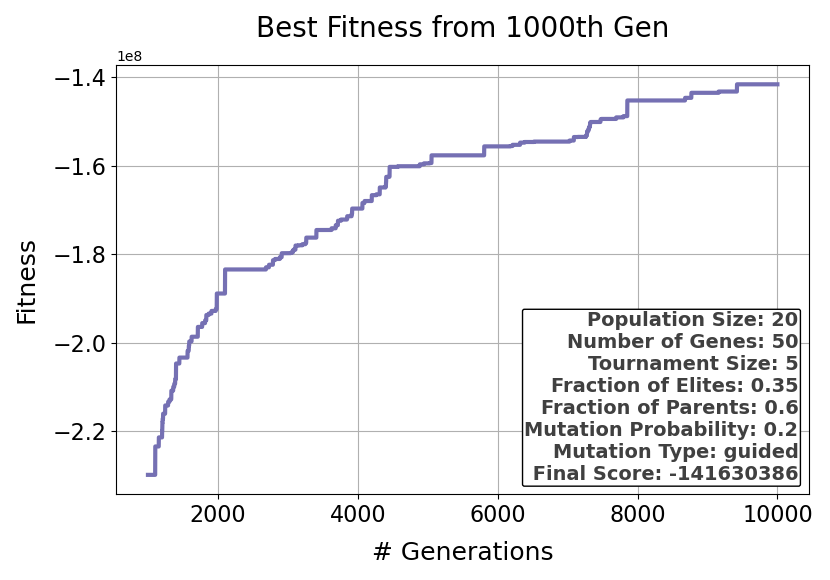 Best Fitness from 1000th Gen
1e8
−1.4
−1.6
−1.8
−2.0
−2.2
Fitness
Population Size: 20
Number of Genes: 50
Tournament Size: 5
Fraction of Elites: 0.35
Fraction of Parents: 0.6
Mutation Probability: 0.2
Mutation Type: guided
Final Score: -141630386
2000 4000 6000 8000 10000
# Generations